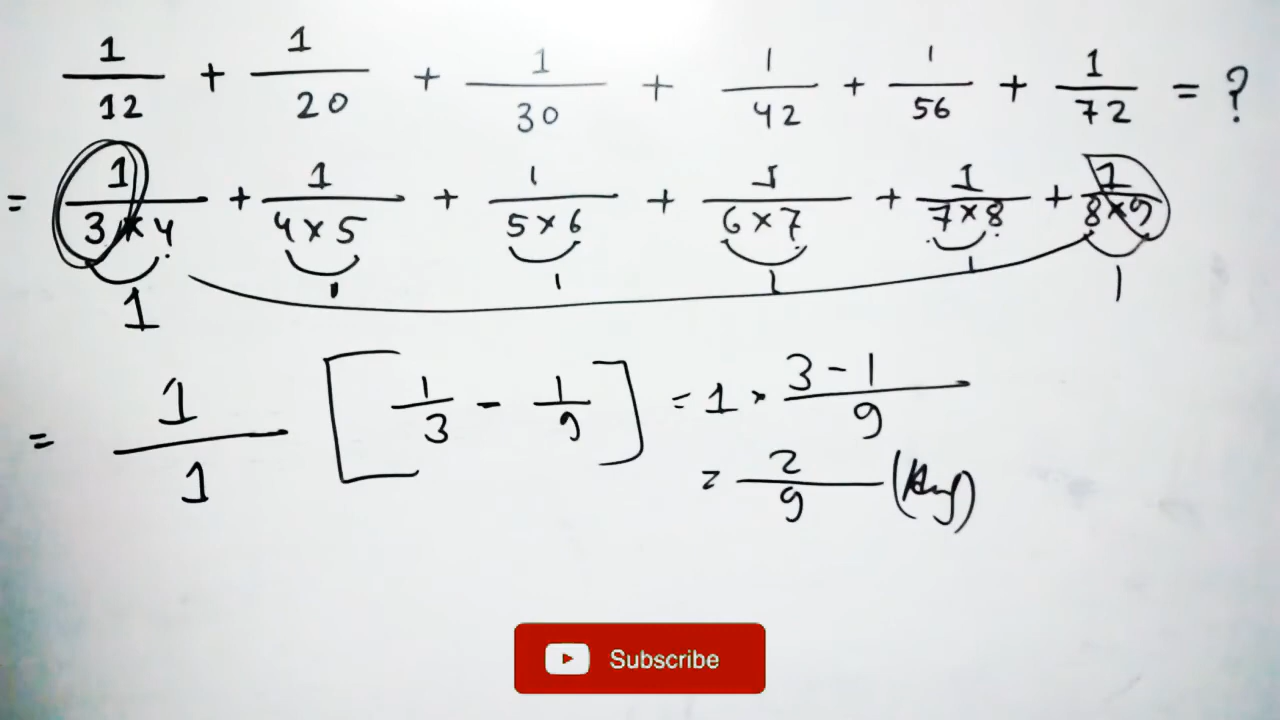 1/12 + 1/20 + 1/30 + 1/42 + 1/56 + 1/72 = ?
= 1/3×4 + 1/4×5 + 1/5×6 + 1/6×7 + 1/7×8 + 1/8×9
1 1 1 1 1 1
= 1/1 [1/3 - 1/9] = 1 × 3-1/9
= 2/9 (Ans)
Subscribe